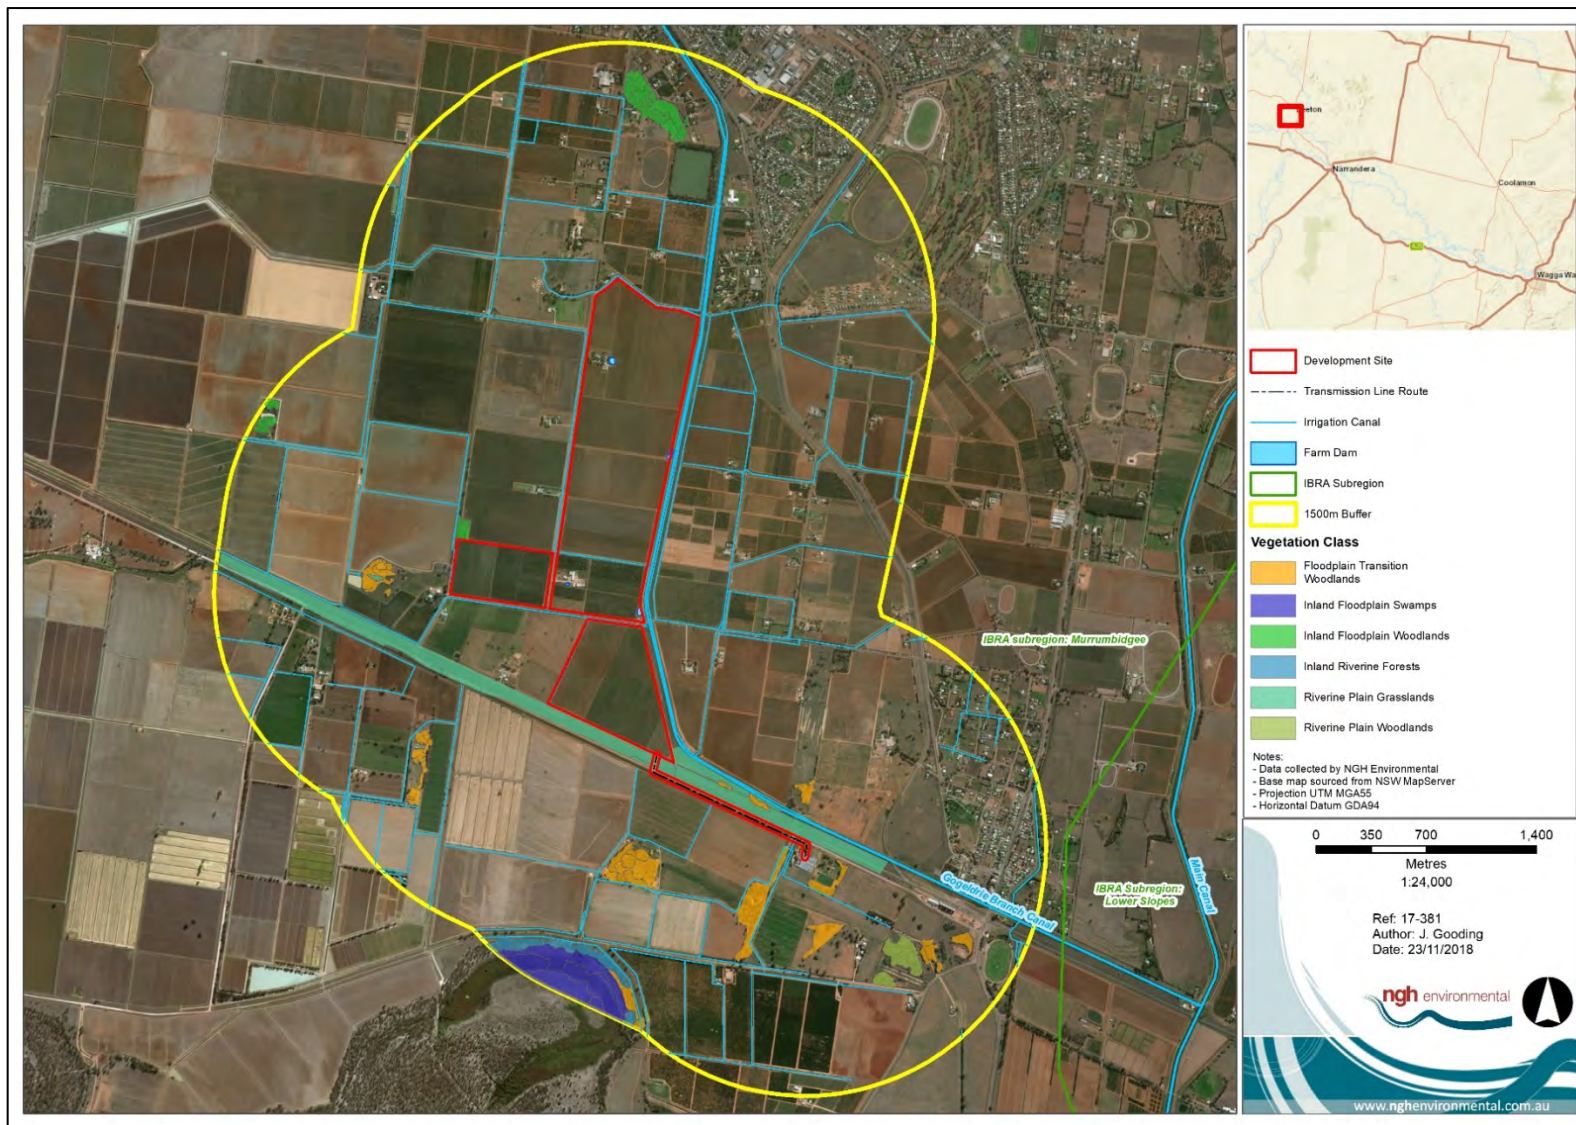 IBRA subregion: Murrumbidgee
IBRA Subregion:
Lower Slopes
Main Canal
Gogeldrie Branch Canal
Narrandera
Coolamon
Development Site
Transmission Line Route
Irrigation Canal
Farm Dam
IBRA Subregion
1500m Buffer
Vegetation Class
Floodplain Transition
Woodlands
Inland Floodplain Swamps
Inland Floodplain Woodlands
Inland Riverine Forests
Riverine Plain Grasslands
Riverine Plain Woodlands
Notes:
- Data collected by NGH Environmental
- Base map sourced from NSW MapServer
- Projection UTM MGA55
- Horizontal Datum GDA94
0 350 700 1,400
Metres
1:24,000
Ref: 17-381
Author: J. Gooding
Date: 23/11/2018
ngh environmental
www.nghenvironmental.com.au